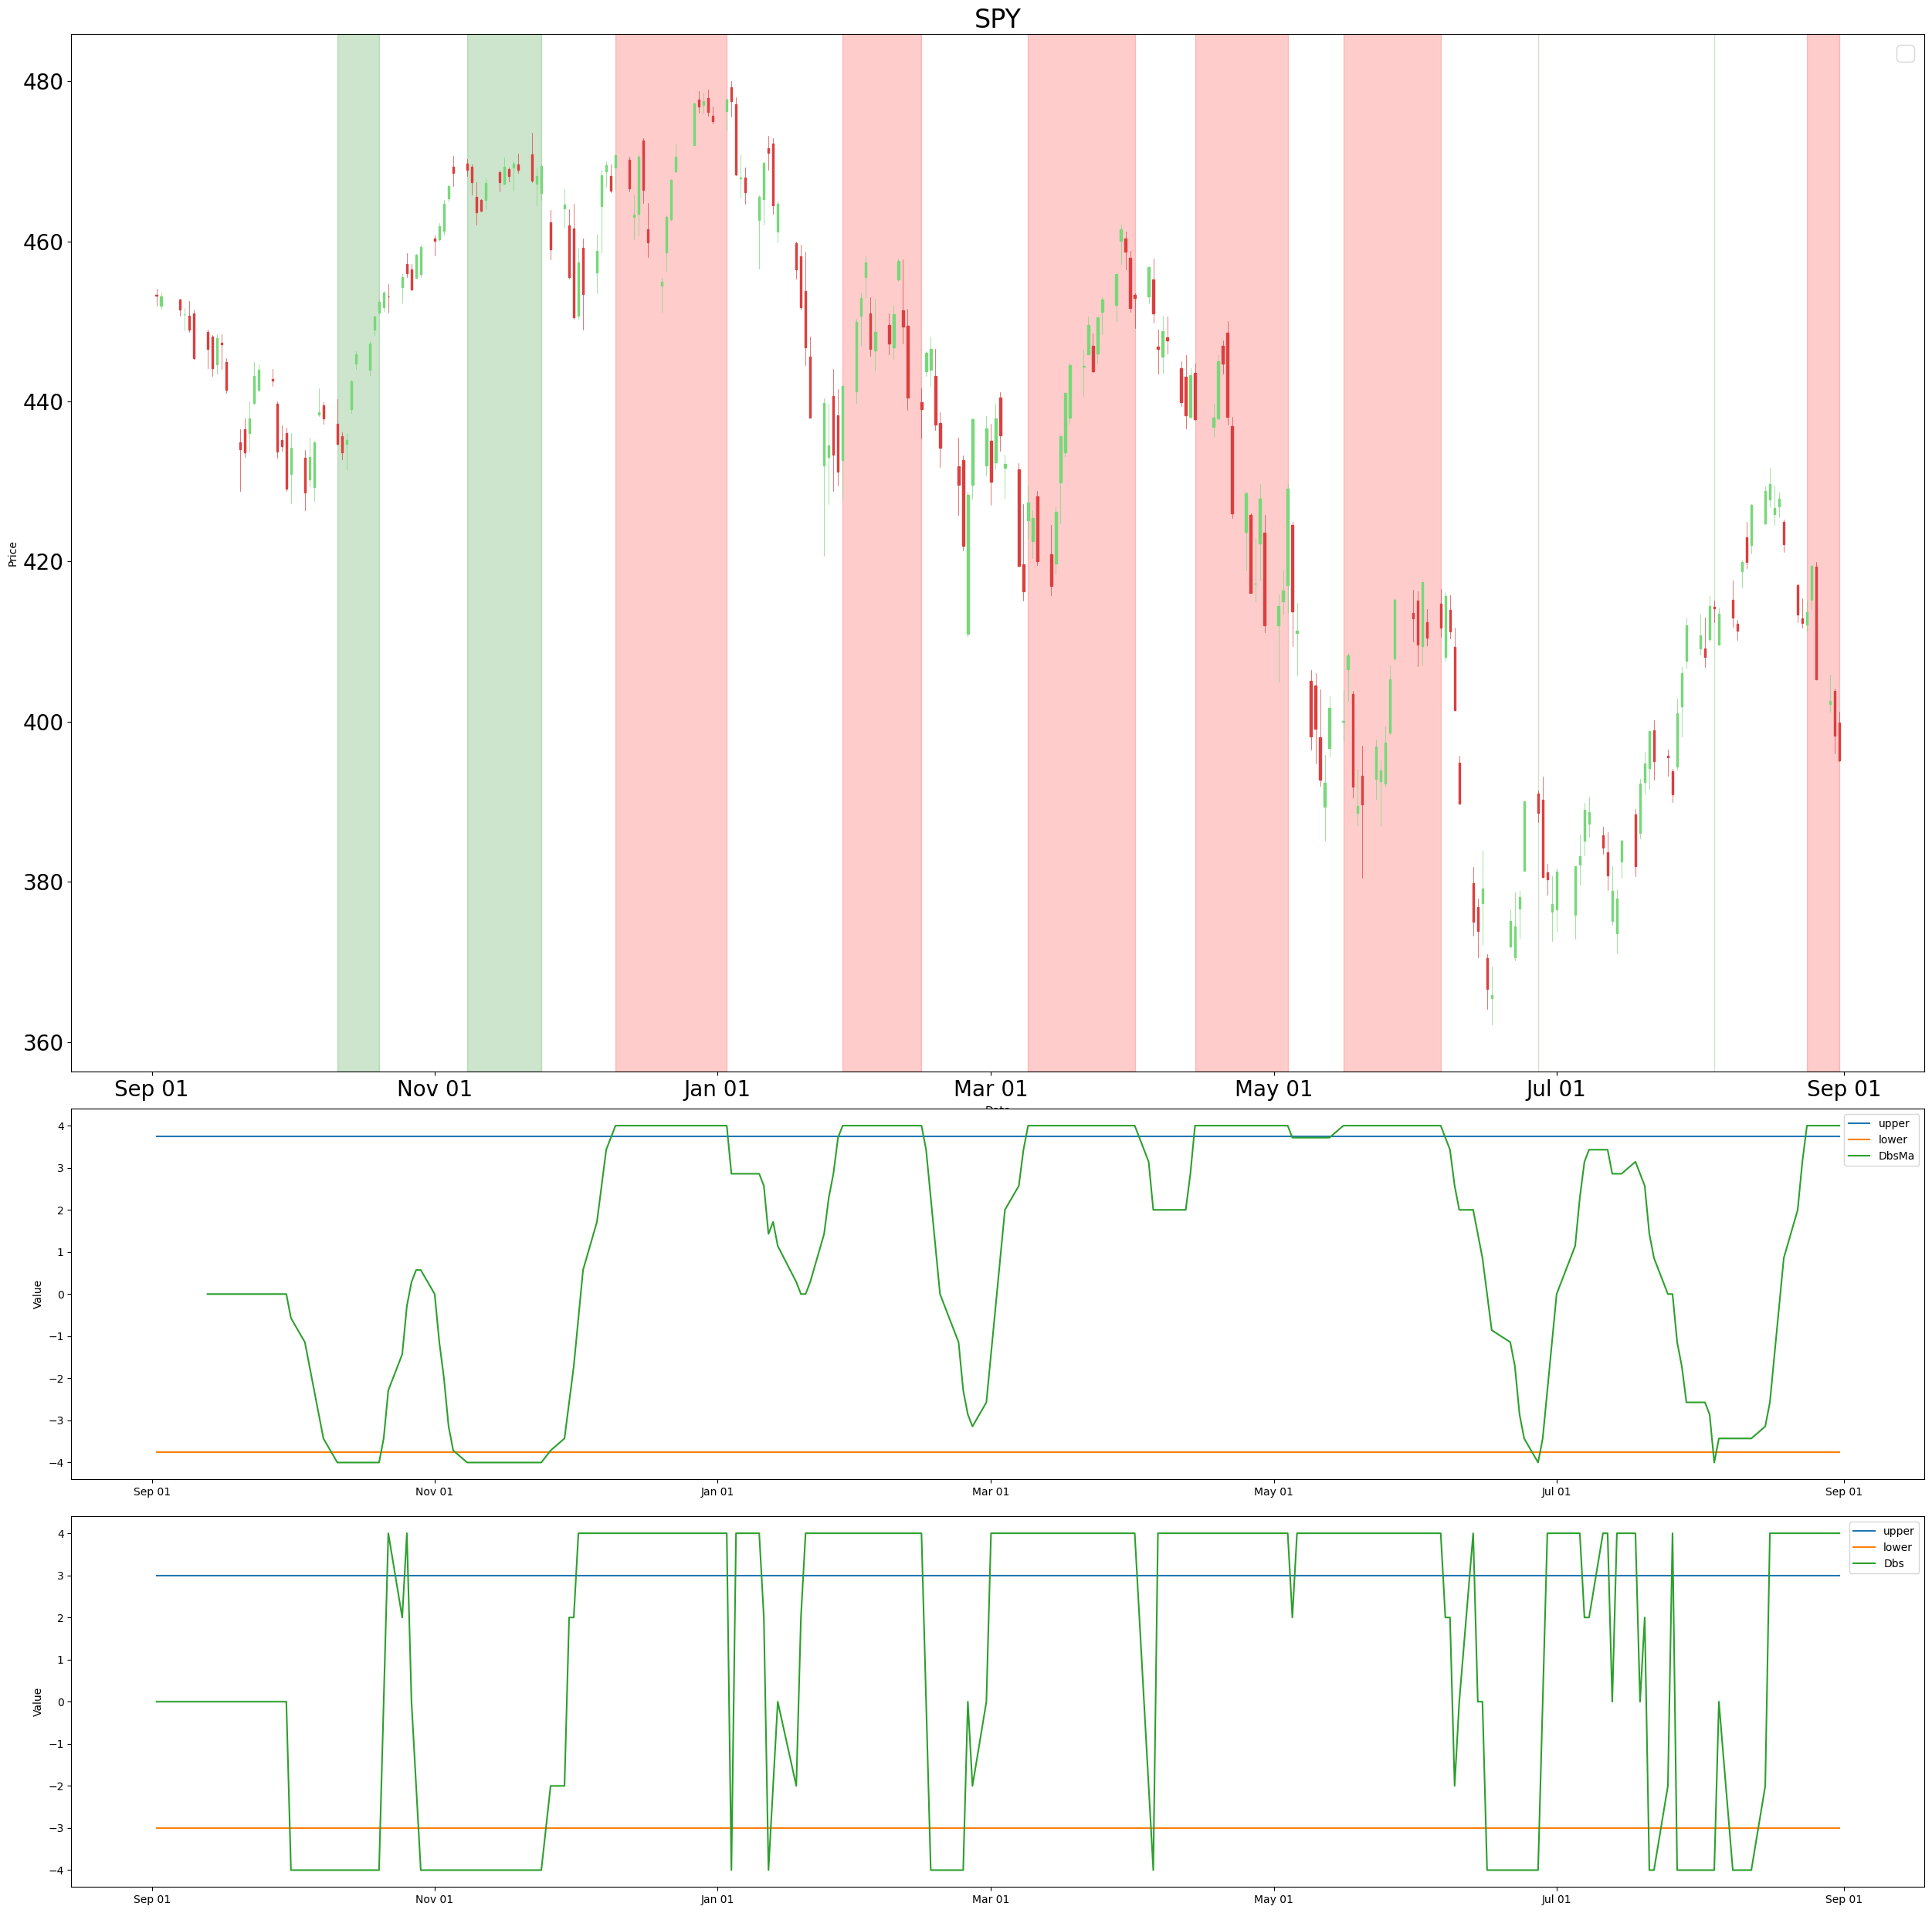 SPY
Price
480
460
440
420
400
380
360
Sep 01 Nov 01 Jan 01 Mar 01 May 01 Jul 01 Sep 01
Date
Value
4
3
2
1
0
−1
−2
−3
−4
upper
lower
DbsMa
Sep 01 Nov 01 Jan 01 Mar 01 May 01 Jul 01 Sep 01
Value
4
3
2
1
0
−1
−2
−3
−4
upper
lower
Dbs
Sep 01 Nov 01 Jan 01 Mar 01 May 01 Jul 01 Sep 01